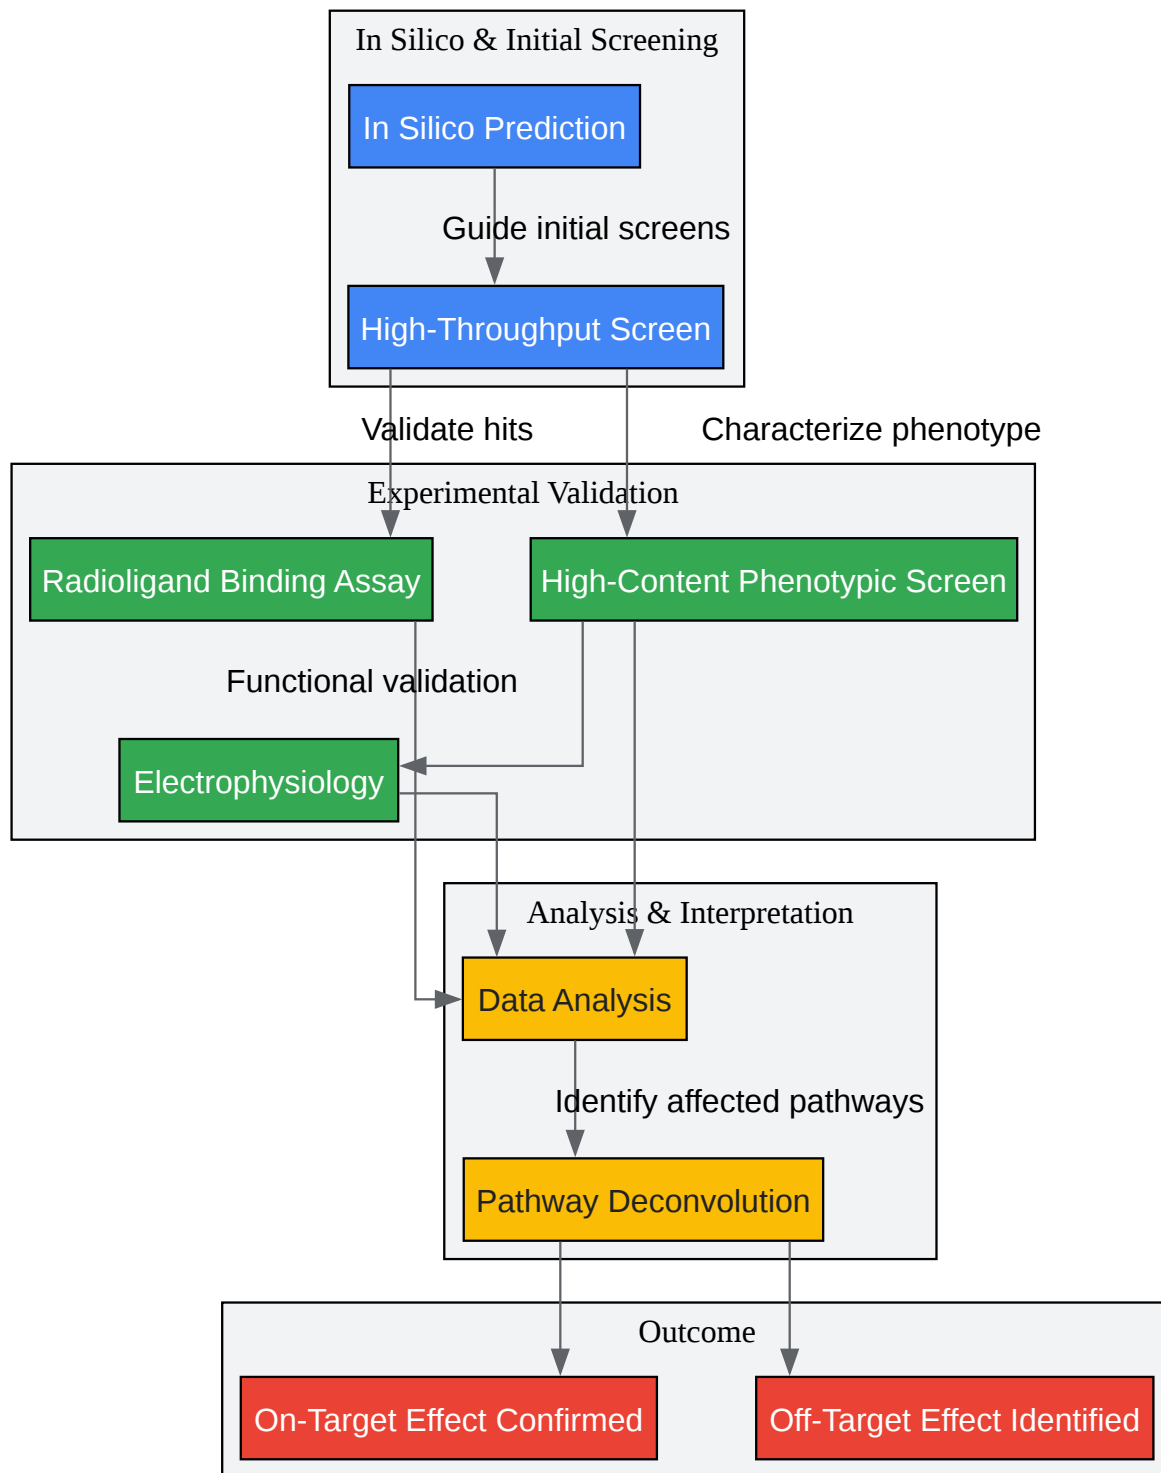 In Silico & Initial Screening
In Silico Prediction
Guide initial screens
High-Throughput Screen
Validate hits
Characterize phenotype
Experimental Validation
Radioligand Binding Assay
High-Content Phenotypic Screen
Functional validation
Electrophysiology
Analysis & Interpretation
Data Analysis
Identify affected pathways
Pathway Deconvolution
Outcome
On-Target Effect Confirmed
Off-Target Effect Identified